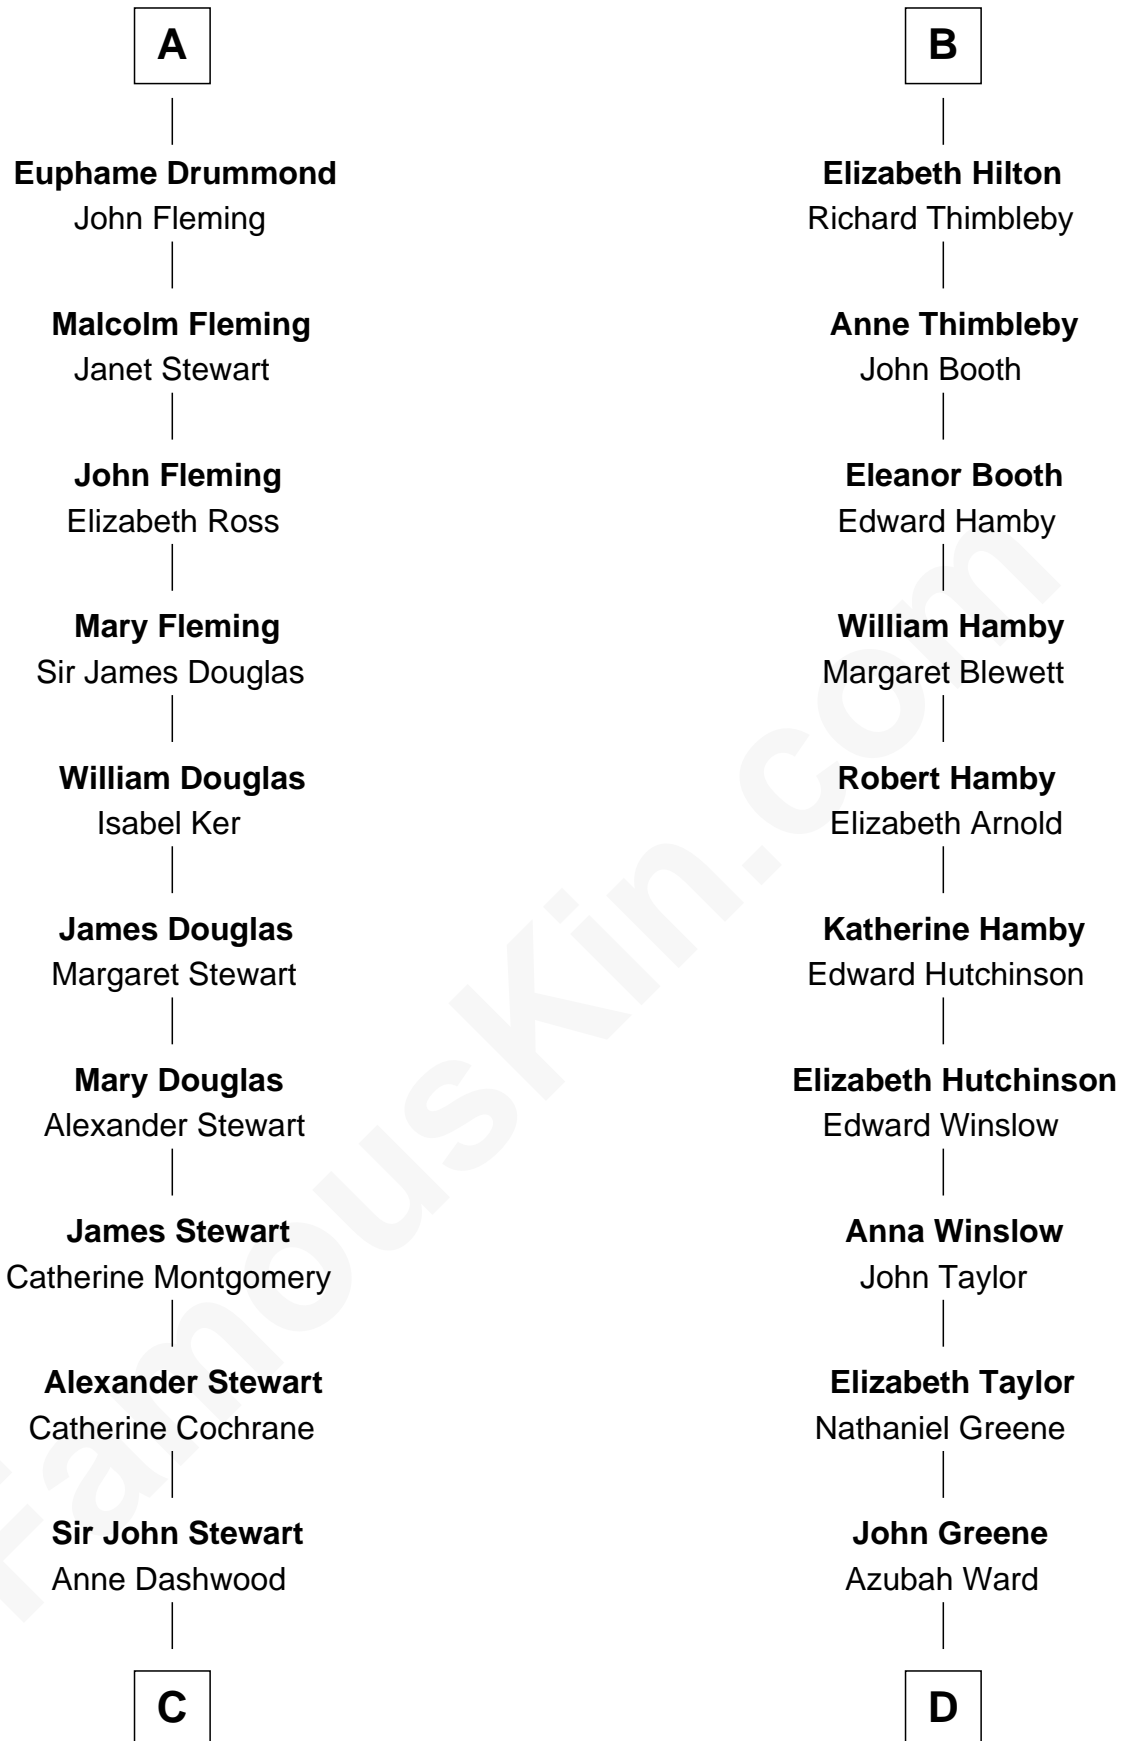 A
Euphame Drummond
John Fleming
Malcolm Fleming
Janet Stewart
John Fleming
Elizabeth Ross
Mary Fleming
Sir James Douglas
William Douglas
Isabel Ker
James Douglas
Margaret Stewart
Mary Douglas
Alexander Stewart
James Stewart
Catherine Montgomery
Alexander Stewart
Catherine Cochrane
Sir John Stewart
Anne Dashwood
C
B
Elizabeth Hilton
Richard Thimbleby
Anne Thimbleby
John Booth
Eleanor Booth
Edward Hamby
William Hamby
Margaret Blewett
Robert Hamby
Elizabeth Arnold
Katherine Hamby
Edward Hutchinson
Elizabeth Hutchinson
Edward Winslow
Anna Winslow
John Taylor
Elizabeth Taylor
Nathaniel Greene
John Greene
Azubah Ward
D
FamousKin.com